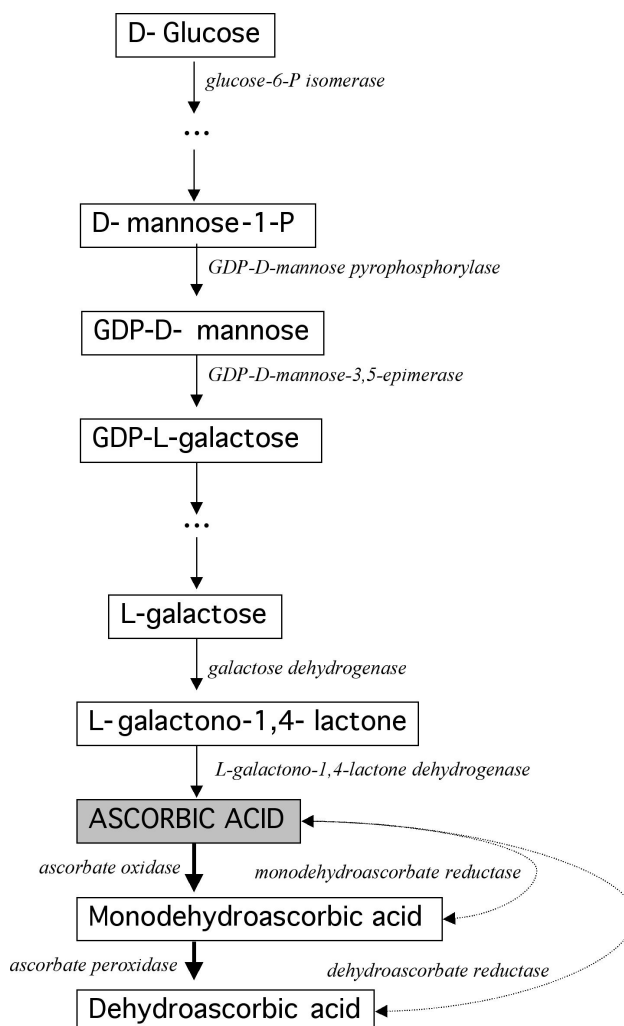 D- Glucose
glucose-6-P isomerase
...
D- mannose-1-P
GDP-D-mannose pyrophosphorylase
GDP-D- mannose
GDP-D-mannose-3,5-epimerase
GDP-L-galactose
...
L-galactose
galactose dehydrogenase
L- galactono-1,4- lactone
L-galactono-1,4-lactone dehydrogenase
ASCORBIC ACID
ascorbate oxidase
monodehydroascorbate reductase
Monodehydroascorbic acid
ascorbate peroxidase
dehydroascorbate reductase
Dehydroascorbic acid